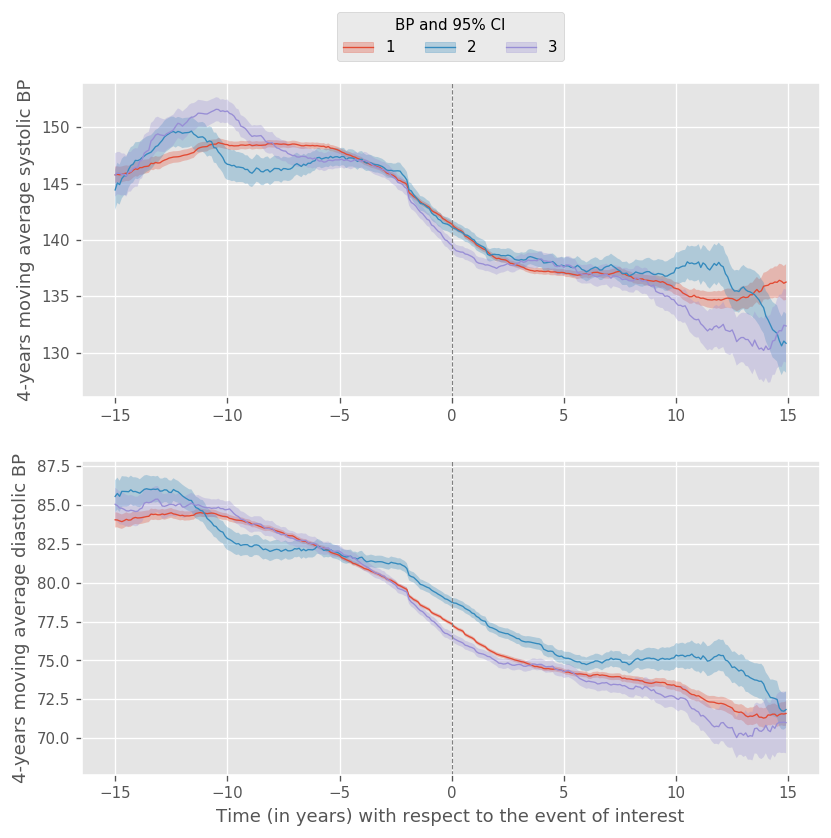 BP and 95% CI
1 2 3
4-years moving average systolic BP
150
145
140
135
130
−15 −10 −5 0 5 10 15
4-years moving average diastolic BP
87.5
85.0
82.5
80.0
77.5
75.0
72.5
70.0
−15 −10 −5 0 5 10 15
Time (in years) with respect to the event of interest